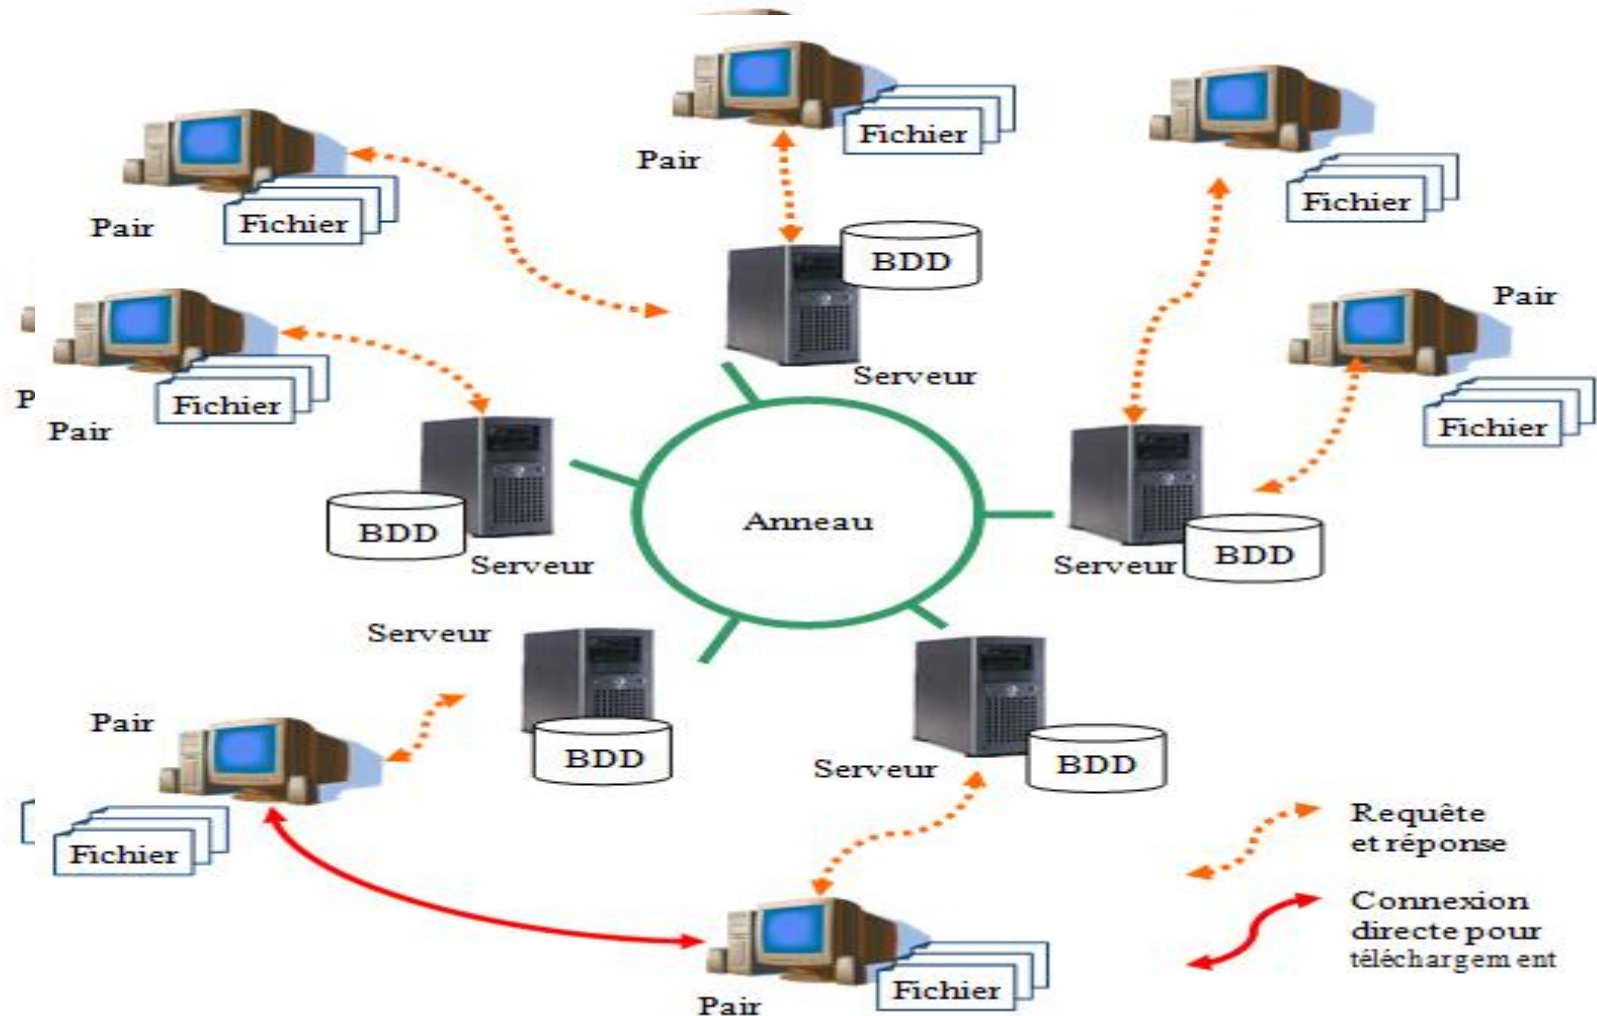 Pair
Fichier
Pair
Fichier
Fichier
BDD
Serveur
Pair
Fichier
P
Pair
Fichier
BDD
Serveur
Anneau
Serveur
BDD
Serveur
BDD
Serveur
BDD
Pair
Fichier
Pair
Fichier
Requête
et réponse
Connexion
directe pour
téléchargement